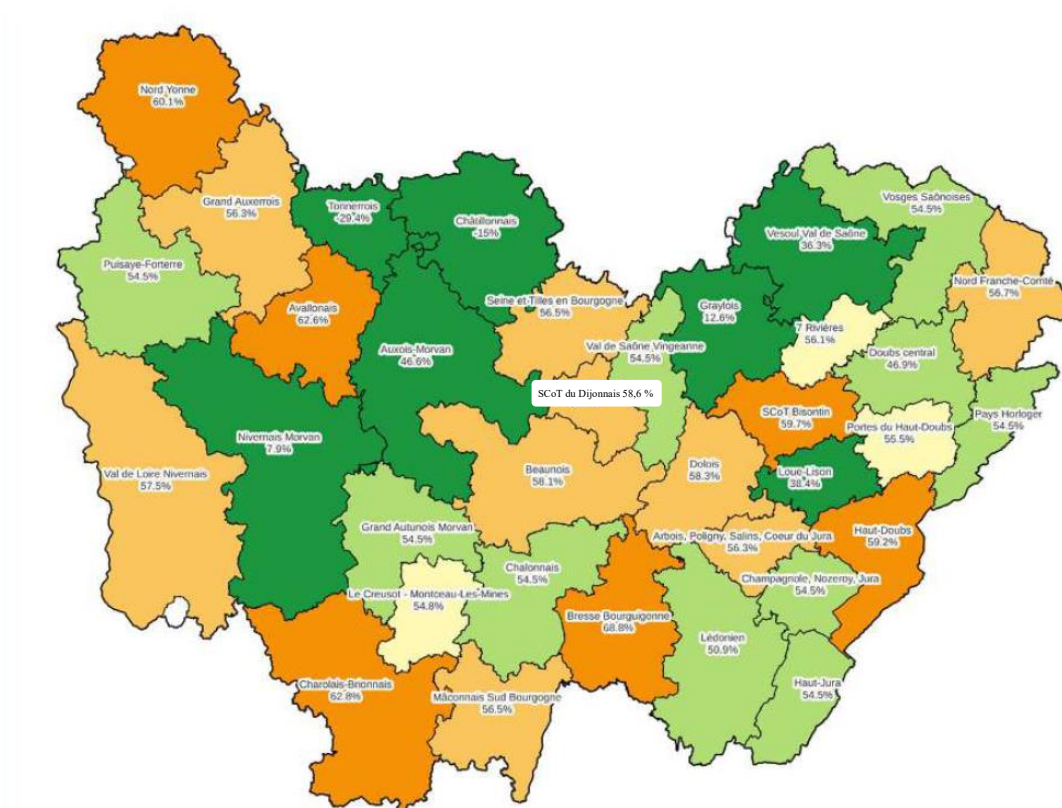 Nord Yonne
60.1%
Grand Auxerrois
56.3%
Tonnerrois
-29.4%
Châtillonnais
-15%
Vosges Saônoises
54.5%
Vesoul Val de Saône
36.3%
Puisaye-Forterre
54.5%
Nord Franche-Comté
56.7%
Avallonais
62.6%
Seine et Tilles en Bourgogne
56.5%
Graylois
12.6%
7 Rivières
56.1%
Auxois-Morvan
46.6%
Val de Saône Vingeanne
54.5%
Doubs central
46.9%
SCoT du Dijonnais 58,6 %
SCoT Bisontin
59.7%
Pays Horloger
54.5%
Portes du Haut-Doubs
55.5%
Nivernais Morvan
7.9%
Val de Loire Nivernais
57.5%
Beaunois
58.1%
Dolois
58.3%
Loue-Lison
38.4%
Grand Autunois Morvan
54.5%
Arbois, Poligny, Salins, Coeur du Jura
56.3%
Haut-Doubs
59.2%
Chalonnais
54.5%
Champagnole, Nozeroy, Jura
54.5%
Le Creusot - Montceau-Les-Mines
54.8%
Bresse Bourguigonne
68.8%
Lédonien
50.9%
Charolais-Brionnais
62.8%
Mâconnais Sud Bourgogne
56.5%
Haut-Jura
54.5%